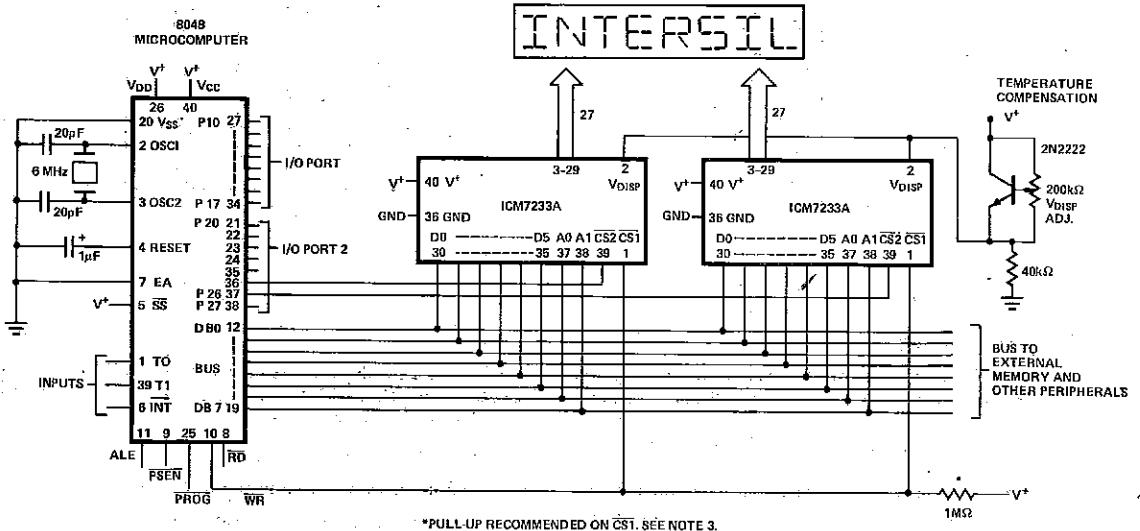 8048
MICROCOMPUTER
V+ V+
VDD VCC
26 40
20 VSS P10 27
20pF
2 OSCI
6 MHz
I/O PORT
3 OSC2 P 17 34
20pF
P 20 21
22
4 RESET 23
+
1μF
24
I/O PORT 2
35
7 EA 36
P 26 37
V+ 5 SS P 27 38
DB0 12
1 TO BUS
INPUTS 39 T1
6 INT DB 7 19
11 9 25 10 8
ALE PSEN PROG WR RD
INTERSIL
27 27
3-29 2
V+ 40 V+ VDISP
ICM7233A
GND 36 GND
D0 D5 A0 A1 CS2 CS1
30 35 37 38 39 1
3-29 2
V+ 40 V+ VDISP
ICM7233A
GND 36 GND
D0 D5 A0 A1 CS2 CS1
30 35 37 38 39 1
TEMPERATURE
COMPENSATION
V+
2N2222
200kΩ
VDISP
ADJ.
40kΩ
BUS TO
EXTERNAL
MEMORY AND
OTHER PERIPHERALS
1MΩ V+
*PULL-UP RECOMMENDED ON CS1. SEE NOTE 3.